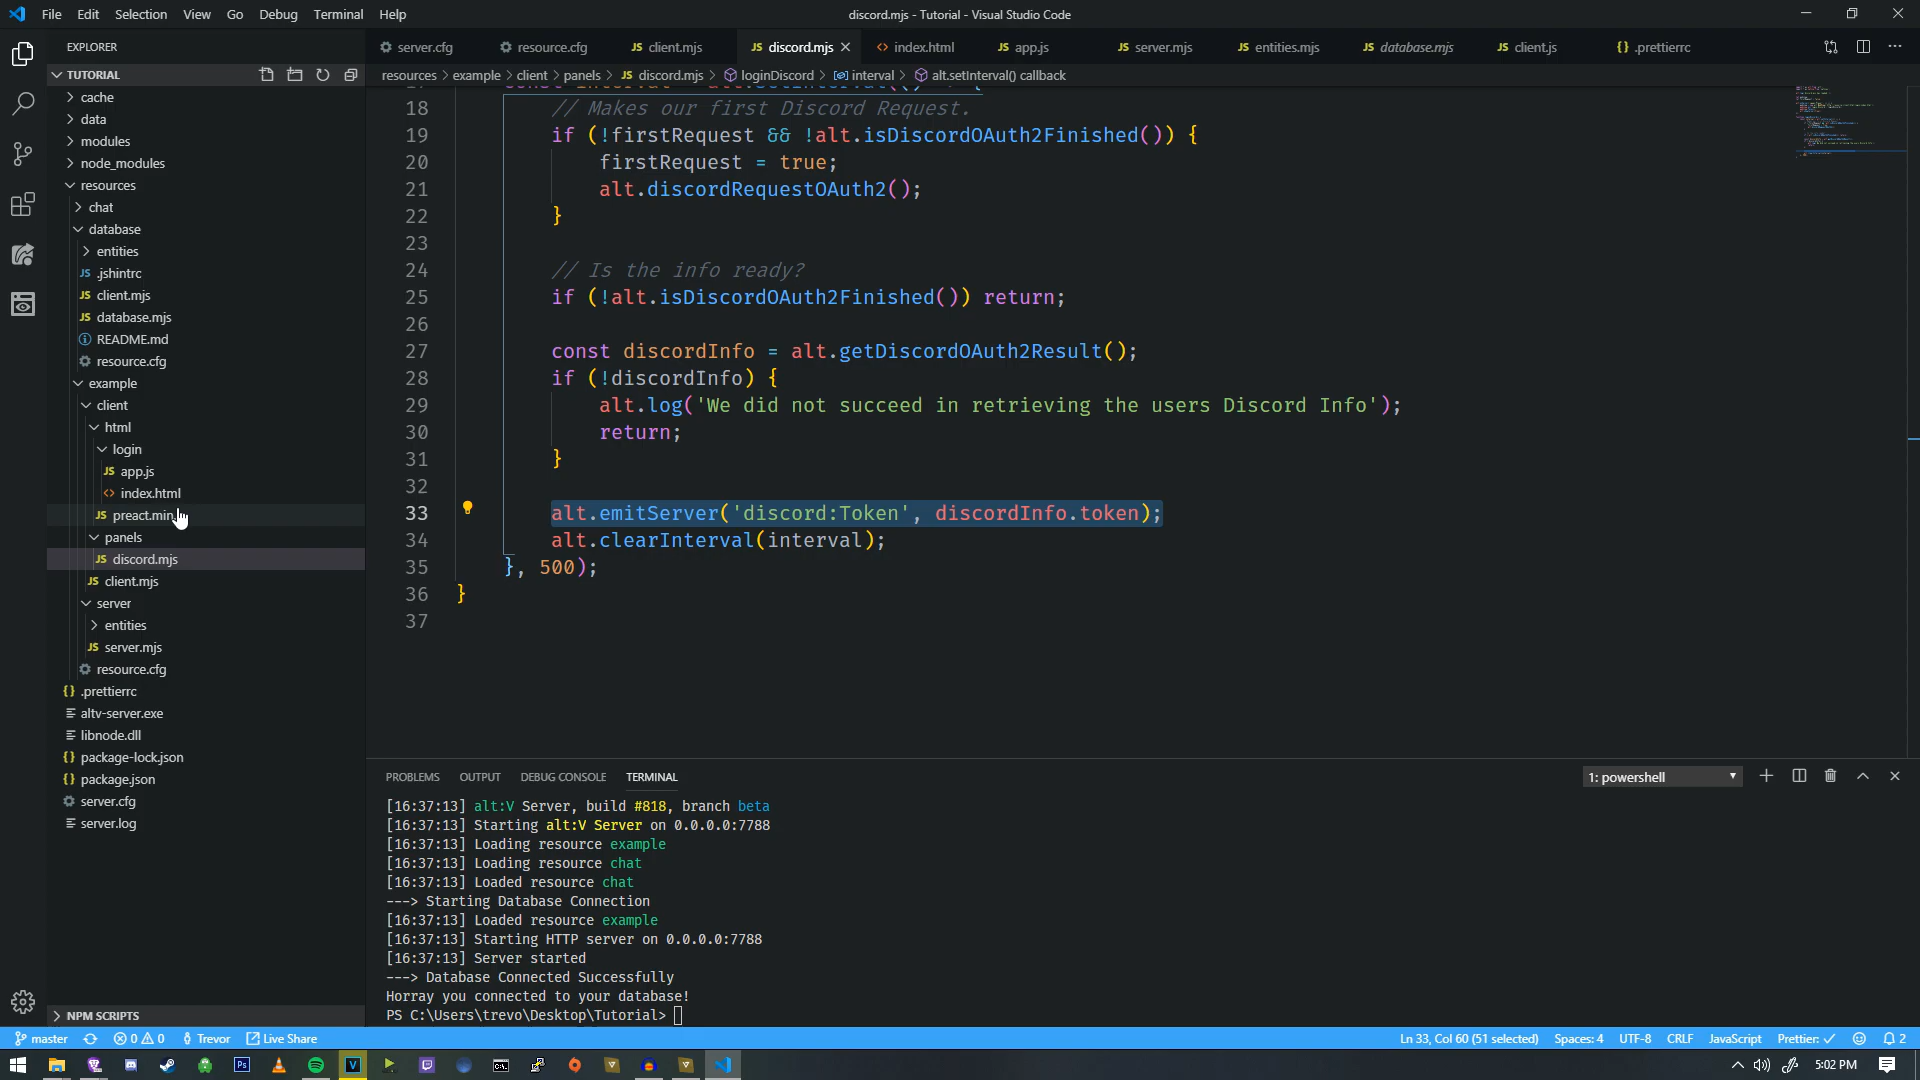 File Edit Selection View Go Debug Terminal Help
discord.mjs - Tutorial - Visual Studio Code
EXPLORER
TUTORIAL
cache
data
modules
node_modules
resources
chat
database
entities
.jshintrc
client.mjs
database.mjs
README.md
resource.cfg
example
client
html
login
app.js
index.html
preact.min
panels
discord.mjs
client.mjs
server
entities
server.mjs
resource.cfg
.prettierrc
altv-server.exe
libnode.dll
package-lock.json
package.json
server.cfg
server.log
NPM SCRIPTS
server.cfg resource.cfg JS client.mjs JS discord.mjs index.html JS app.js JS server.mjs JS entities.mjs JS database.mjs JS client.js {} .prettierrc
resources > example > client > panels > JS discord.mjs > loginDiscord > interval > alt.setInterval() callback
18 // Makes our first Discord Request.
19 if (!firstRequest && !alt.isDiscordOAuth2Finished()) {
20 firstRequest = true;
21 alt.discordRequestOAuth2();
22 }
23
24 // Is the info ready?
25 if (!alt.isDiscordOAuth2Finished()) return;
26
27 const discordInfo = alt.getDiscordOAuth2Result();
28 if (!discordInfo) {
29 alt.log('We did not succeed in retrieving the users Discord Info');
30 return;
31 }
32
33 alt.emitServer('discord:Token', discordInfo.token);
34 alt.clearInterval(interval);
35 }, 500);
36 }
37
PROBLEMS OUTPUT DEBUG CONSOLE TERMINAL
1: powershell
[16:37:13] alt:V Server, build #818, branch beta
[16:37:13] Starting alt:V Server on 0.0.0.0:7788
[16:37:13] Loading resource example
[16:37:13] Loading resource chat
[16:37:13] Loaded resource chat
---> Starting Database Connection
[16:37:13] Loaded resource example
[16:37:13] Starting HTTP server on 0.0.0.0:7788
[16:37:13] Server started
---> Database Connected Successfully
Horray you connected to your database!
PS C:\Users\trevo\Desktop\Tutorial>
master 0 0 Trevor Live Share
Ln 33, Col 60 (51 selected) Spaces: 4 UTF-8 CRLF JavaScript Prettier: ✓ 2
5:02 PM